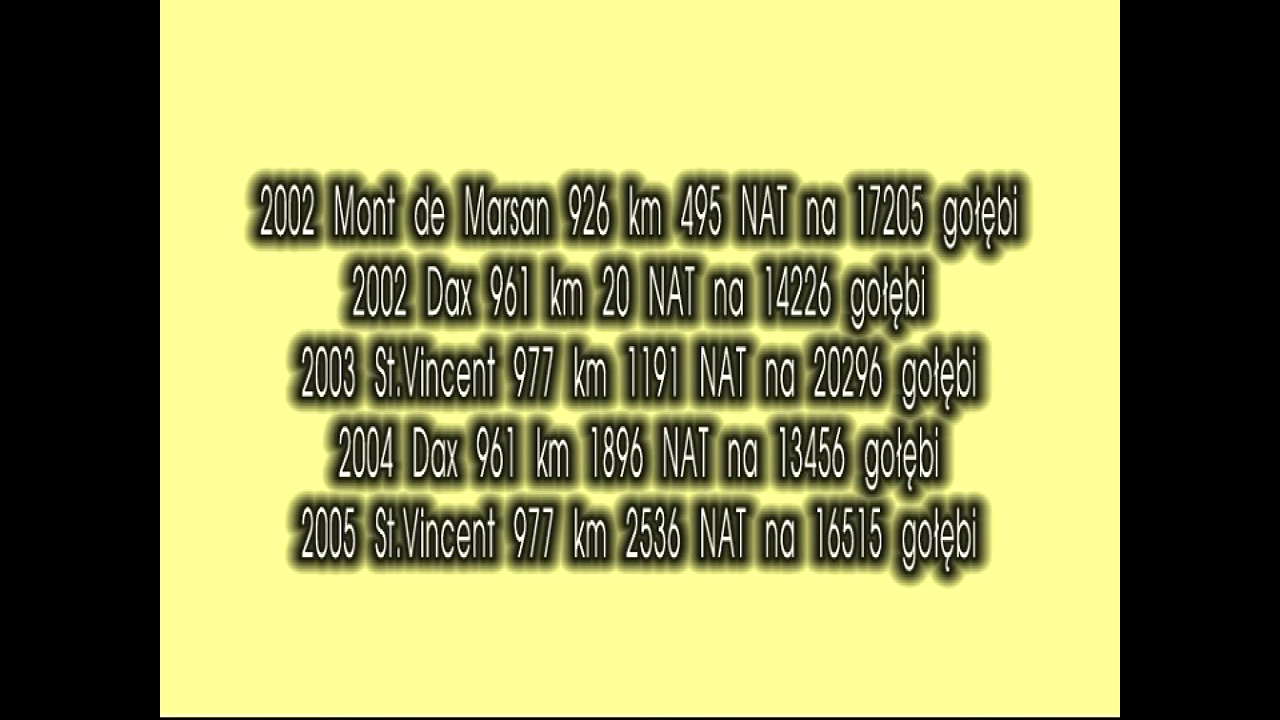 2002 Mont de Marsan 926 km 495 NAT na 17205 gołębi
2002 Dax 961 km 20 NAT na 14226 gołębi
2003 St.Vincent 977 km 1191 NAT na 20296 gołębi
2004 Dax 961 km 1896 NAT na 13456 gołębi
2005 St.Vincent 977 km 2536 NAT na 16515 gołębi